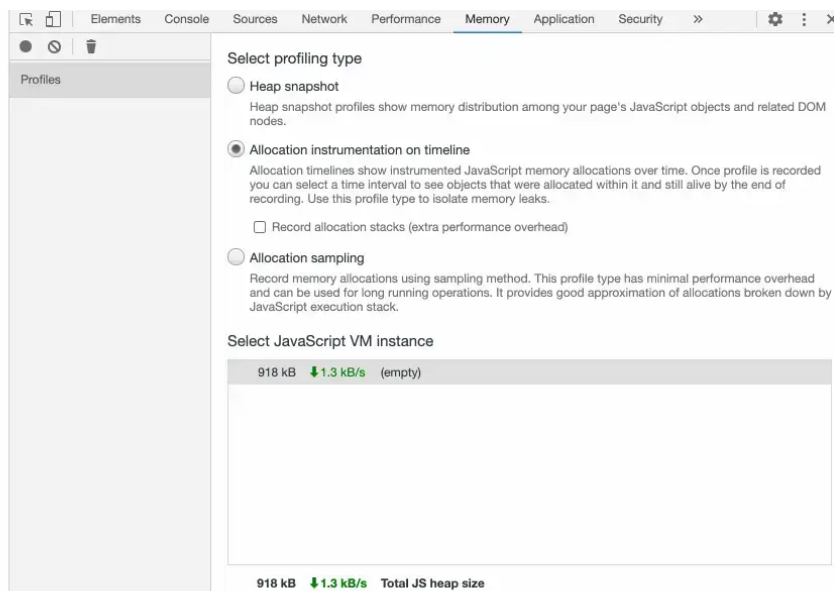 Elements Console Sources Network Performance Memory Application Security »
Profiles
Select profiling type
Heap snapshot
Heap snapshot profiles show memory distribution among your page's JavaScript objects and related DOM
nodes.
Allocation instrumentation on timeline
Allocation timelines show instrumented JavaScript memory allocations over time. Once profile is recorded
you can select a time interval to see objects that were allocated within it and still alive by the end of
recording. Use this profile type to isolate memory leaks.
Record allocation stacks (extra performance overhead)
Allocation sampling
Record memory allocations using sampling method. This profile type has minimal performance overhead
and can be used for long running operations. It provides good approximation of allocations broken down by
JavaScript execution stack.
Select JavaScript VM instance
918 kB 1.3 kB/s (empty)
918 kB 1.3 kB/s Total JS heap size